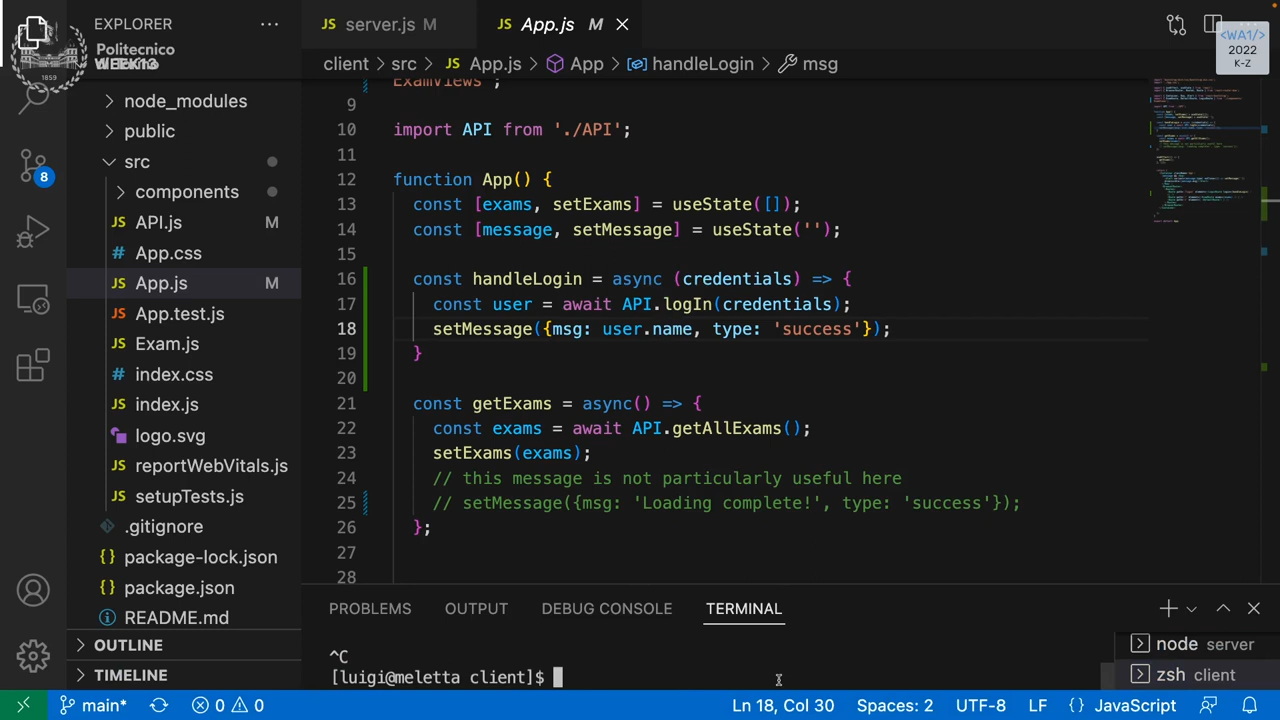 EXPLORER
server.js M
App.js M
<WA1/>
2022
K-Z
Politecnico
1859
client > src > App.js > App > handleLogin > msg
node_modules
public
src
components
API.js M
App.css
App.js M
App.test.js
Exam.js
index.css
index.js
logo.svg
reportWebVitals.js
setupTests.js
.gitignore
package-lock.json
package.json
README.md
OUTLINE
TIMELINE
8
ExamViews';
9
10 import API from './API';
11
12 function App() {
13 const [exams, setExams] = useState([]);
14 const [message, setMessage] = useState('');
15
16 const handleLogin = async (credentials) => {
17 const user = await API.logIn(credentials);
18 setMessage({msg: user.name, type: 'success'});
19 }
20
21 const getExams = async() => {
22 const exams = await API.getAllExams();
23 setExams(exams);
24 // this message is not particularly useful here
25 // setMessage({msg: 'Loading complete!', type: 'success'});
26 };
27
28
PROBLEMS OUTPUT DEBUG CONSOLE TERMINAL
^C
[luigi@meletta client]$
node server
zsh client
main* 0 0 Ln 18, Col 30 Spaces: 2 UTF-8 LF {} JavaScript